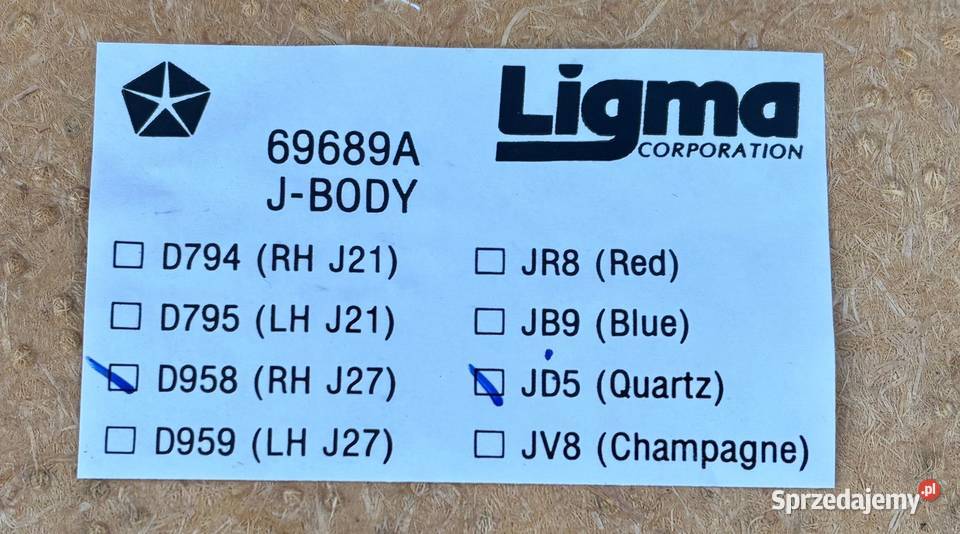 Ligma
CORPORATION
69689A
J-BODY
D794 (RH J21)
D795 (LH J21)
D958 (RH J27)
D959 (LH J27)
JR8 (Red)
JB9 (Blue)
JD5 (Quartz)
JV8 (Champagne)
Sprzedajemy.pl